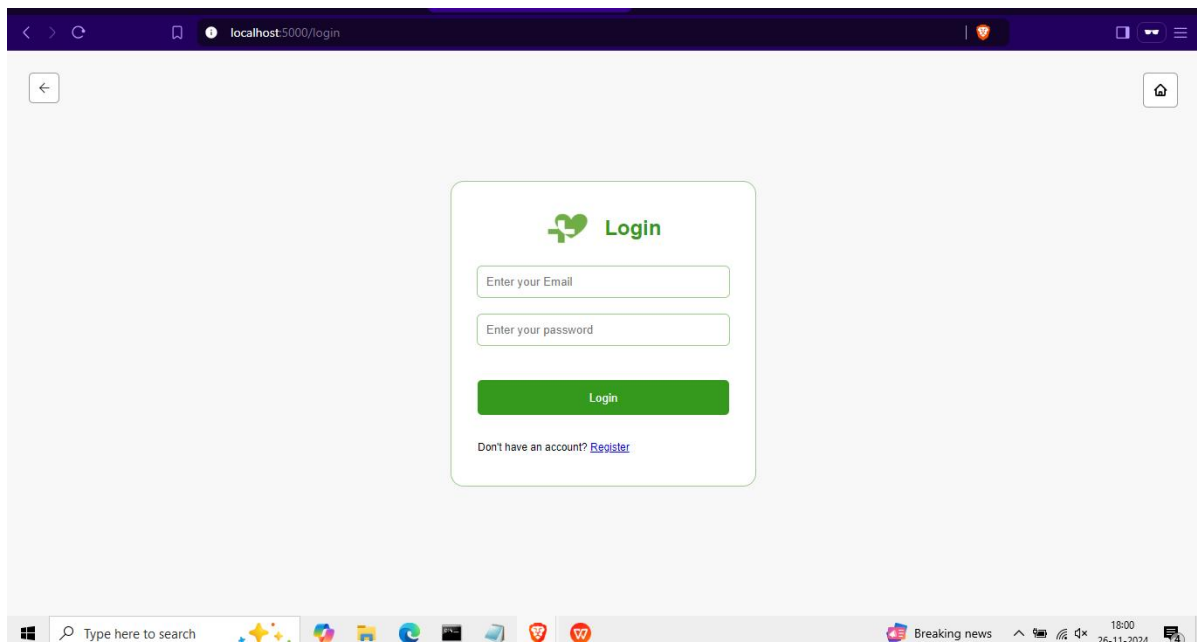 localhost:5000/login
Login
Enter your Email
Enter your password
Login
Don't have an account? Register
Type here to search
Breaking news
18:00
26-11-2024